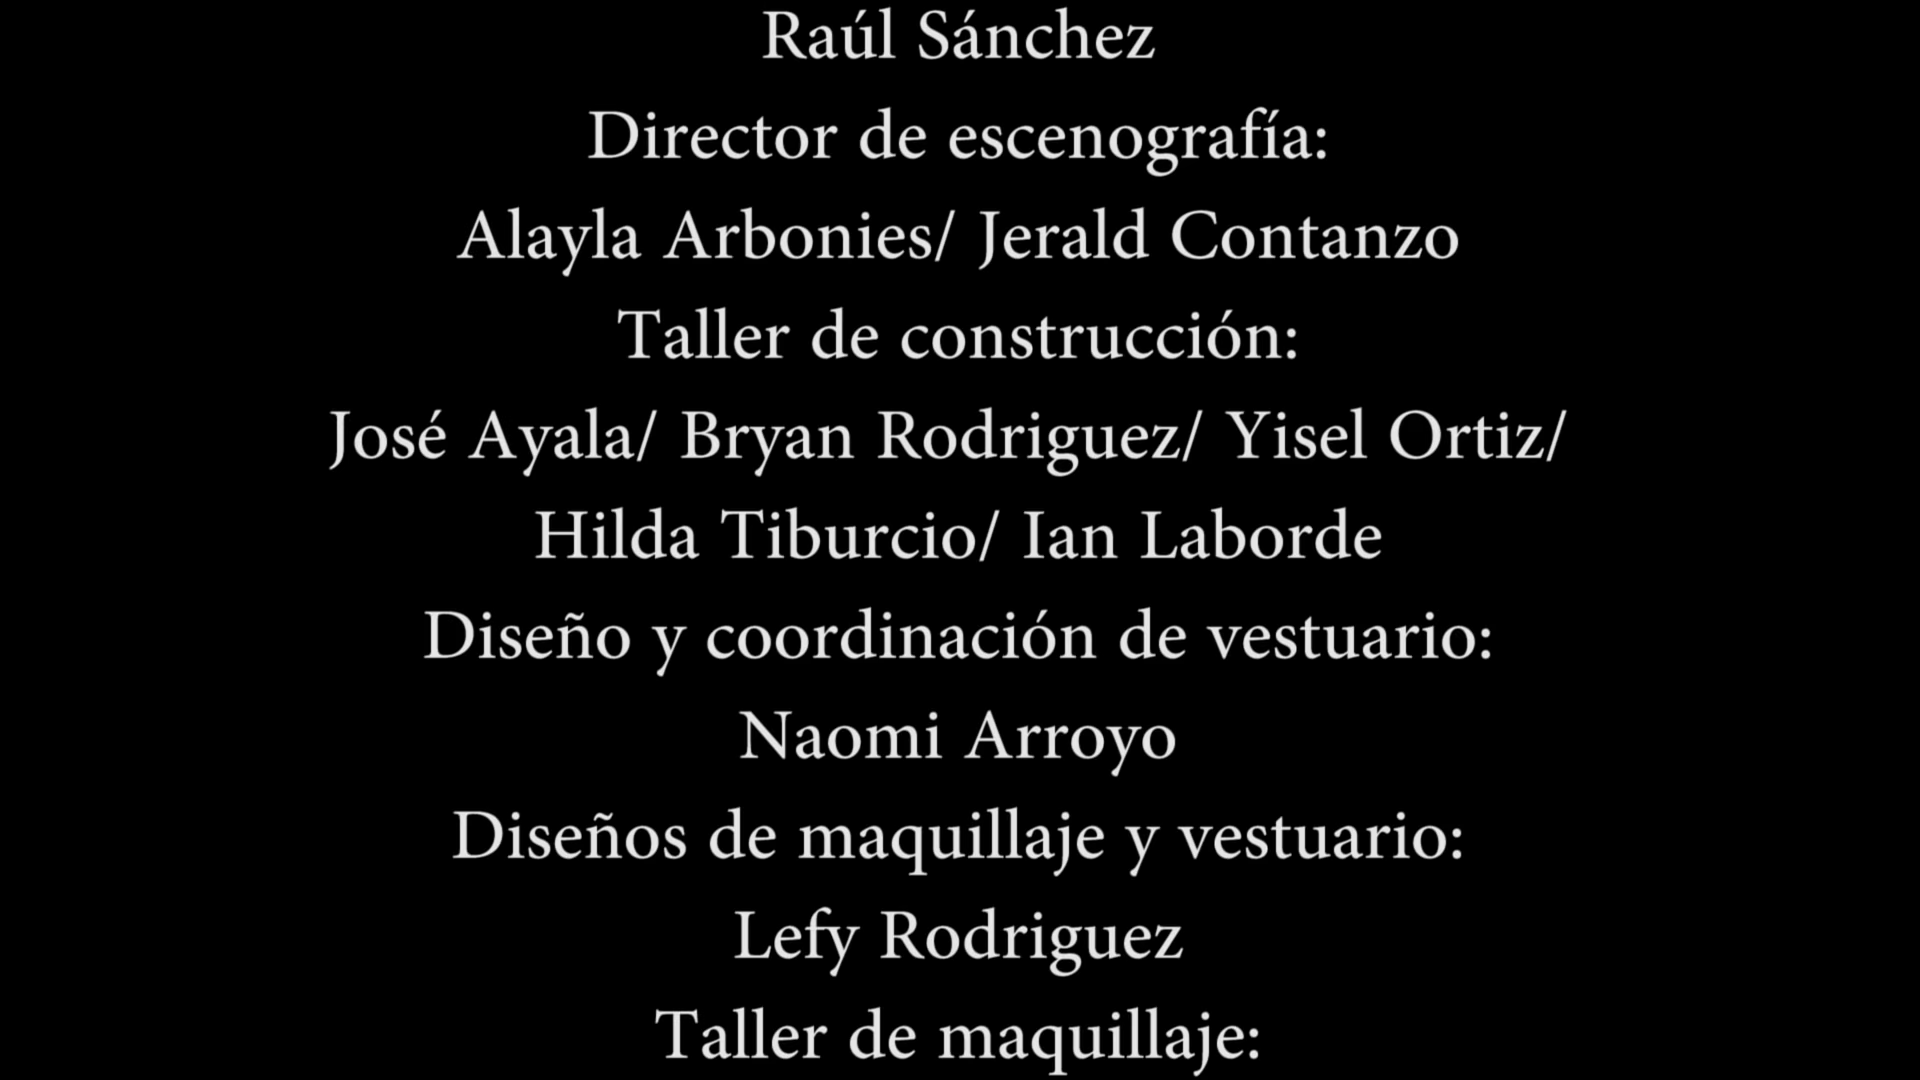 Raúl Sánchez
Director de escenografía:
Alayla Arbonies/ Jerald Contanzo
Taller de construcción:
José Ayala/ Bryan Rodriguez/ Yisel Ortiz/
Hilda Tiburcio/ Ian Laborde
Diseño y coordinación de vestuario:
Naomi Arroyo
Diseños de maquillaje y vestuario:
Lefy Rodriguez
Taller de maquillaje: